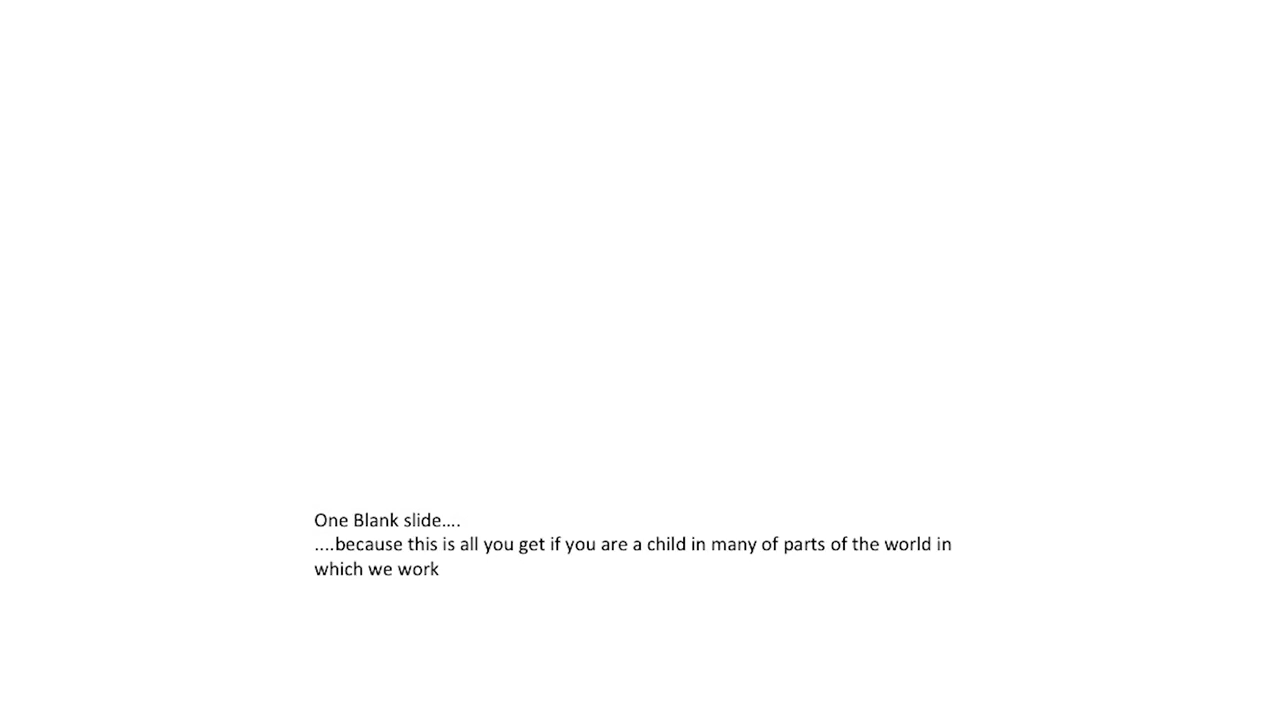 One Blank slide....
....because this is all you get if you are a child in many of parts of the world in
which we work